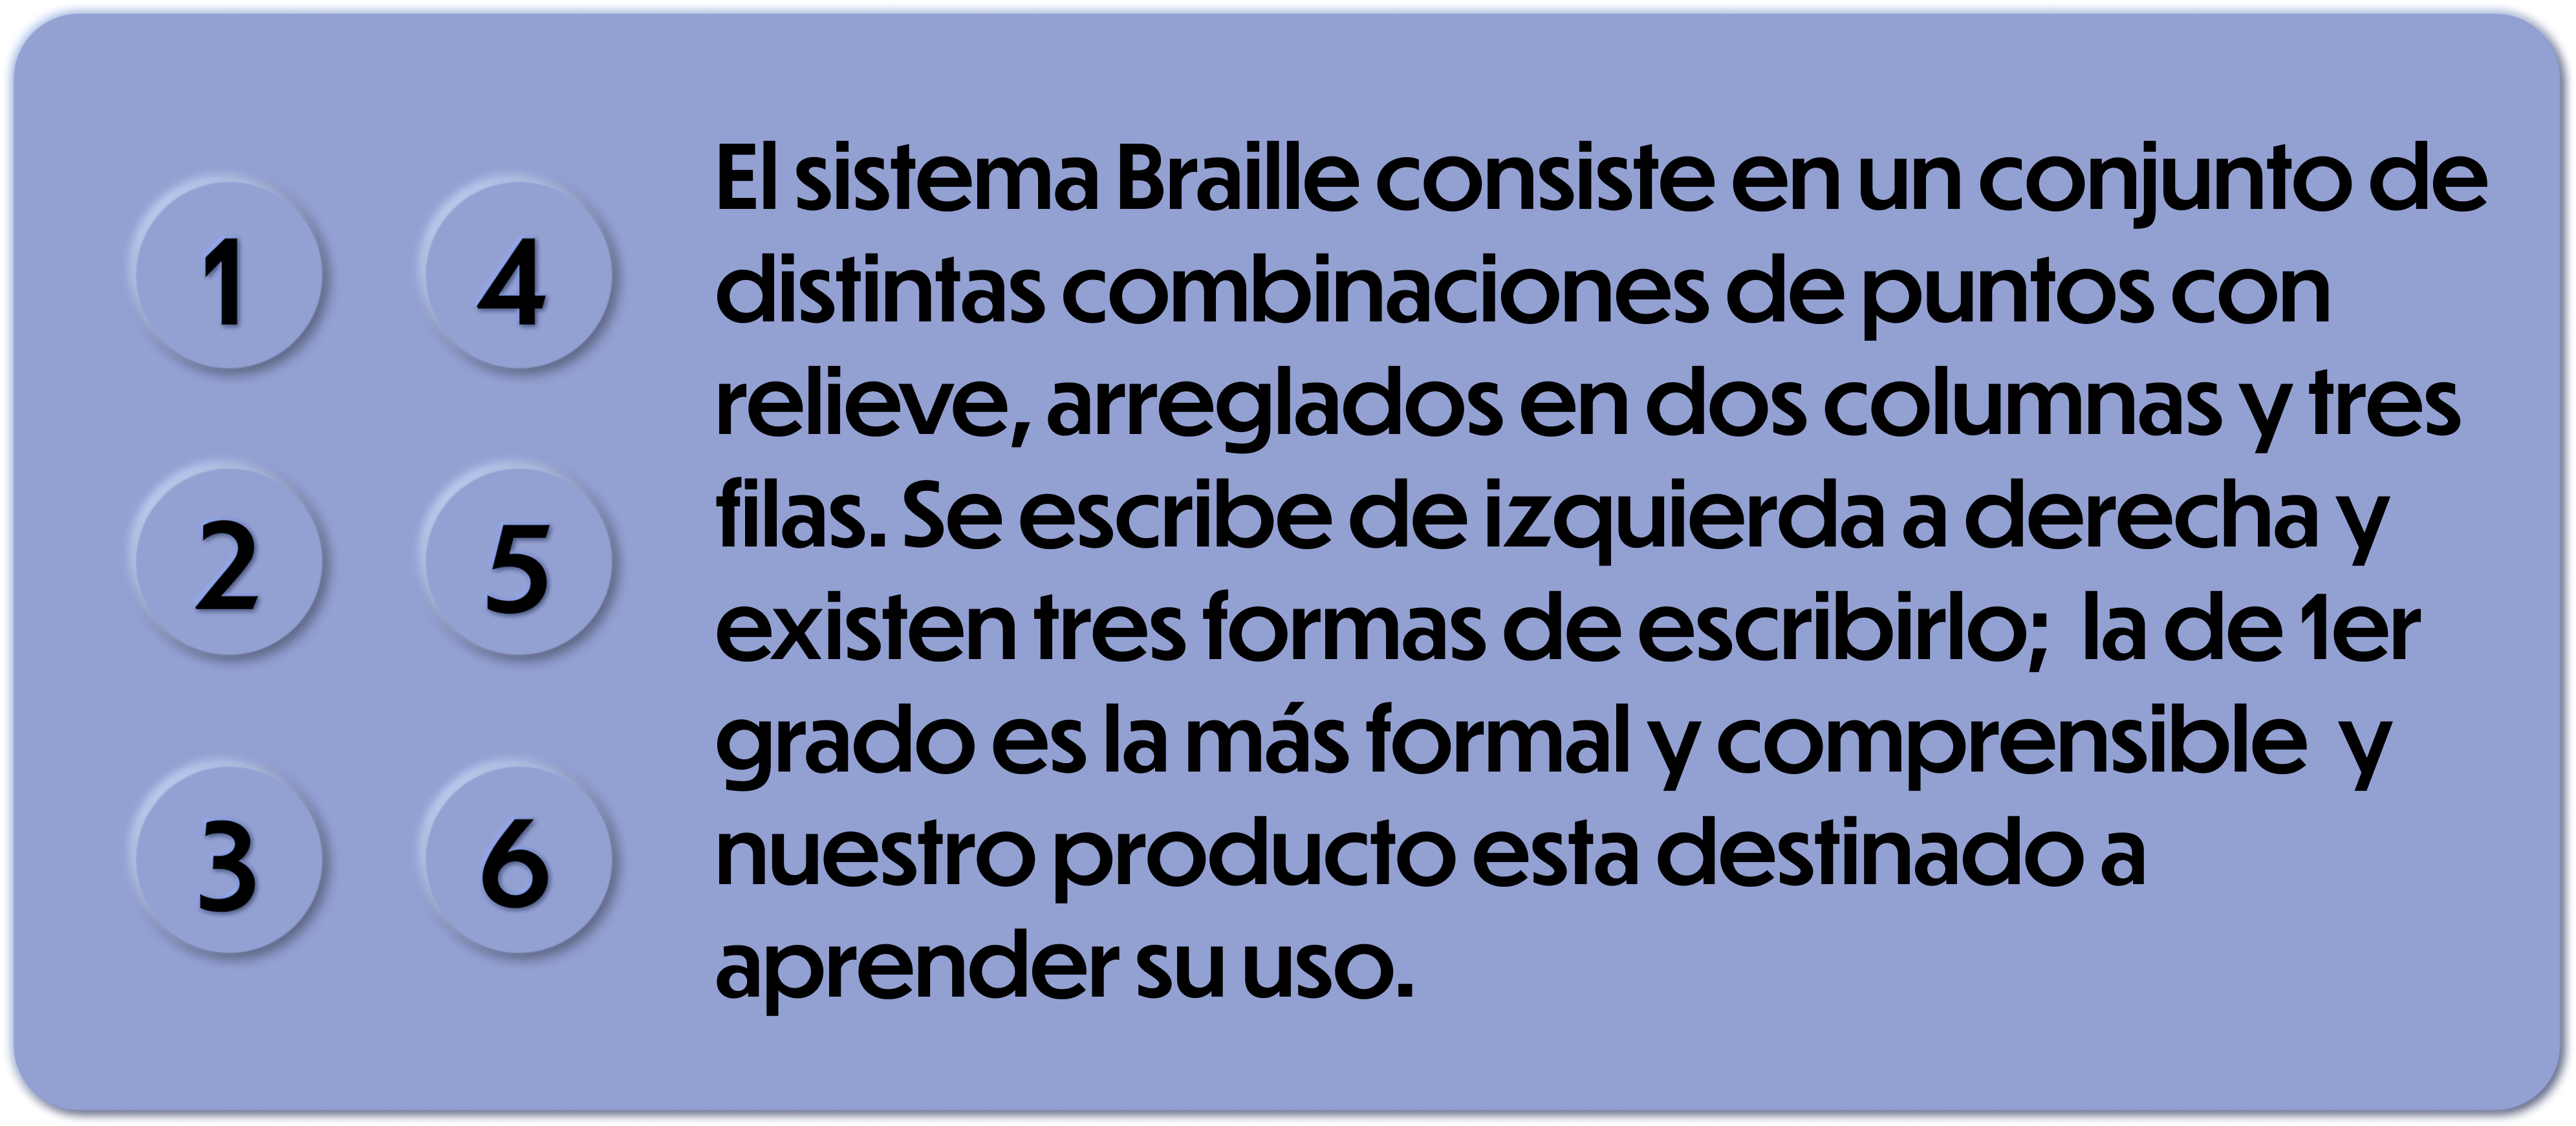 1 4
2 5
3 6
El sistema Braille consiste en un conjunto de
distintas combinaciones de puntos con
relieve, arreglados en dos columnas y tres
filas. Se escribe de izquierda a derecha y
existen tres formas de escribirlo;  la de 1er
grado es la más formal y comprensible  y
nuestro producto esta destinado a
aprender su uso.